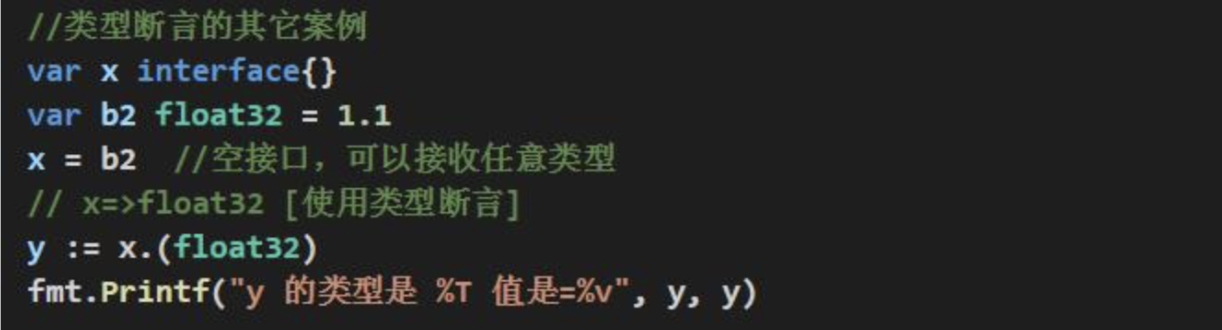 //类型断言的其它案例
var x interface{}
var b2 float32 = 1.1
x = b2  //空接口，可以接收任意类型
// x=>float32 [使用类型断言]
y := x.(float32)
fmt.Printf("y 的类型是 %T 值是=%v", y, y)